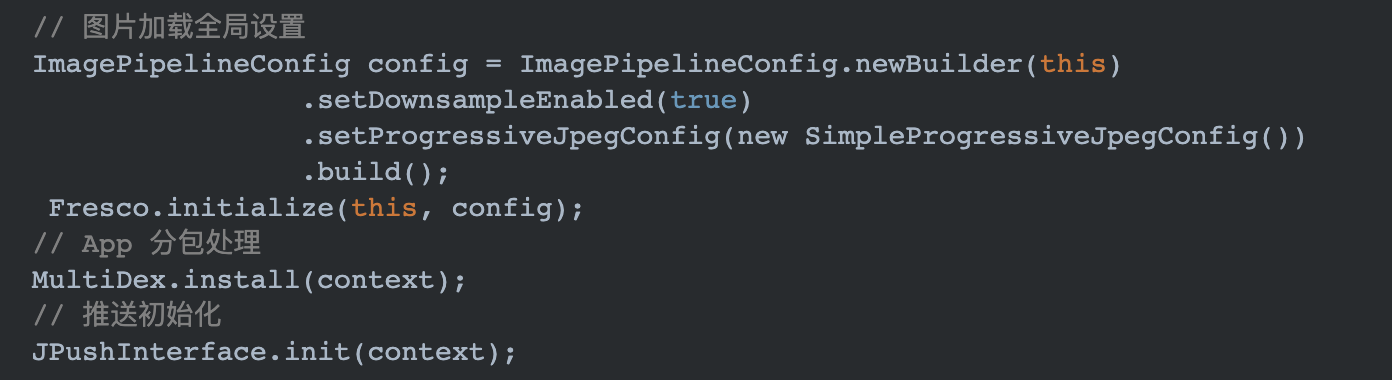 // 图片加载全局设置
ImagePipelineConfig config = ImagePipelineConfig.newBuilder(this)
.setDownsampleEnabled(true)
.setProgressiveJpegConfig(new SimpleProgressiveJpegConfig())
.build();
Fresco.initialize(this, config);
// App 分包处理
MultiDex.install(context);
// 推送初始化
JPushInterface.init(context);